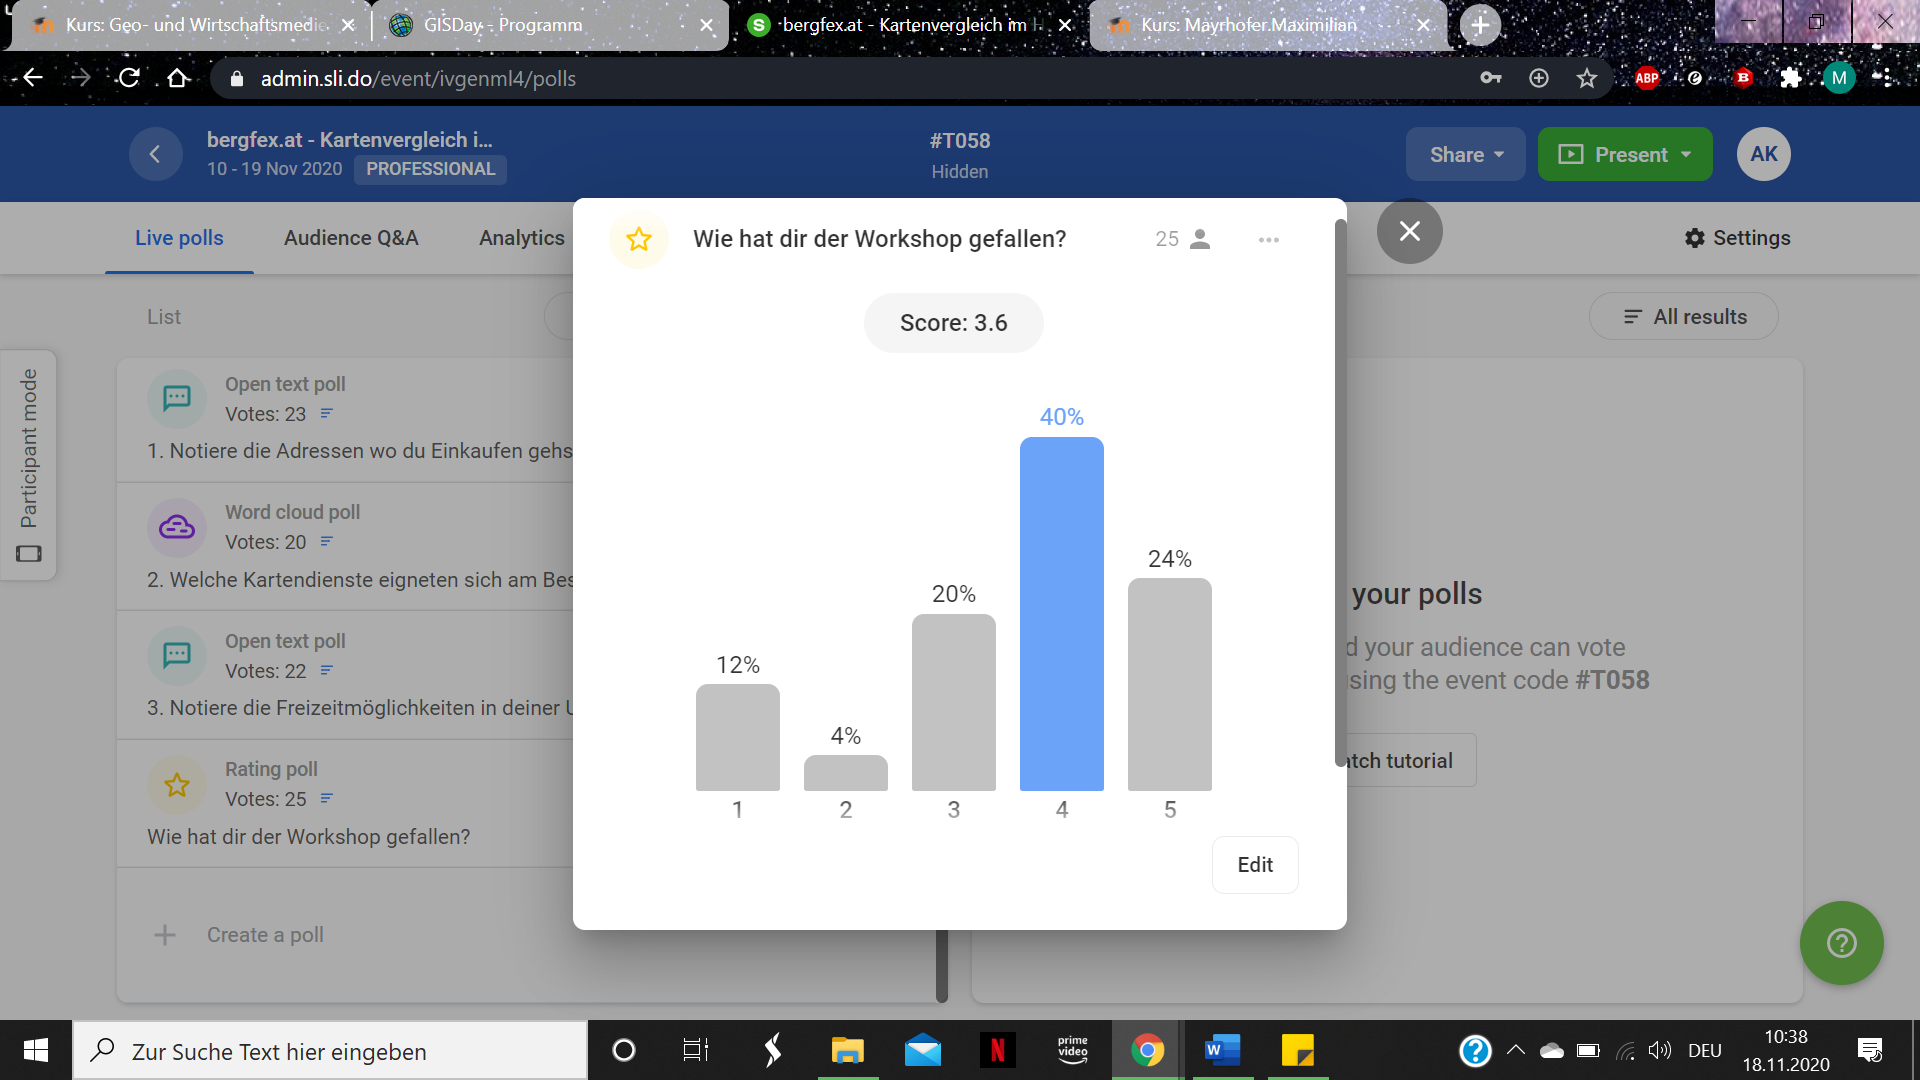 Kurs: Geo- und Wirtschaftsmedie
GISDay - Programm
S bergfex.at - Kartenvergleich im
Kurs: Mayrhofer.Maximilian
admin.sli.do/event/ivgenml4/polls
ABP
B
M
bergfex.at - Kartenvergleich i...
10 - 19 Nov 2020 PROFESSIONAL
#T058
Hidden
Share
Present
AK
Live polls
Audience Q&A
Analytics
Settings
List
All results
Participant mode
Open text poll
Votes: 23
1. Notiere die Adressen wo du Einkaufen gehs
Word cloud poll
Votes: 20
2. Welche Kartendienste eigneten sich am Bes
Open text poll
Votes: 22
3. Notiere die Freizeitmöglichkeiten in deiner U
Rating poll
Votes: 25
Wie hat dir der Workshop gefallen?
Create a poll
Wie hat dir der Workshop gefallen?
25
Score: 3.6
40%
24%
20%
12%
4%
1 2 3 4 5
Edit
your polls
d your audience can vote
sing the event code #T058
atch tutorial
Zur Suche Text hier eingeben
N
prime video
W
DEU
10:38
18.11.2020